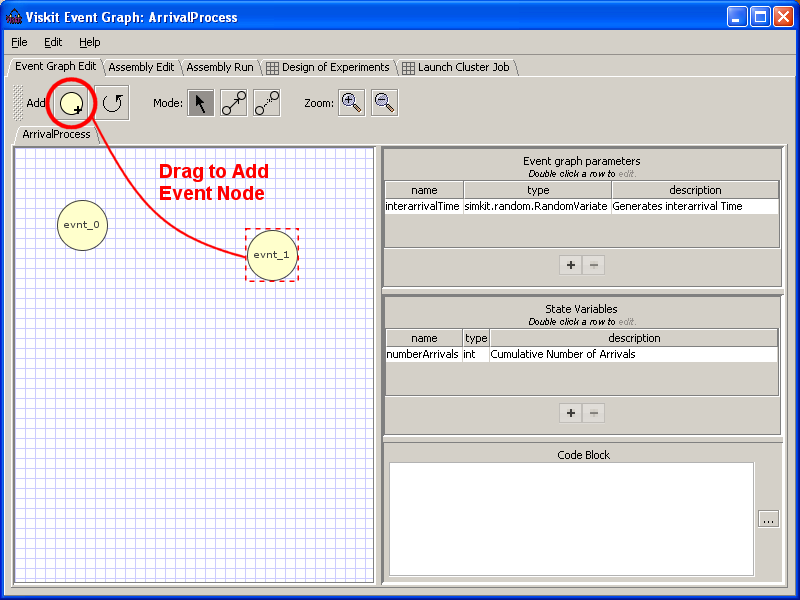 Viskit Event Graph: ArrivalProcess
File Edit Help
Event Graph Edit Assembly Edit Assembly Run Design of Experiments Launch Cluster Job
Add Mode: Zoom:
ArrivalProcess
Drag to Add
Event Node
evnt_0
evnt_1
Event graph parameters
Double click a row to edit.
name type description
interarrivalTime simkit.random.RandomVariate Generates interarrival Time
+ −
State Variables
Double click a row to edit.
name type description
numberArrivals int Cumulative Number of Arrivals
+ −
Code Block
...